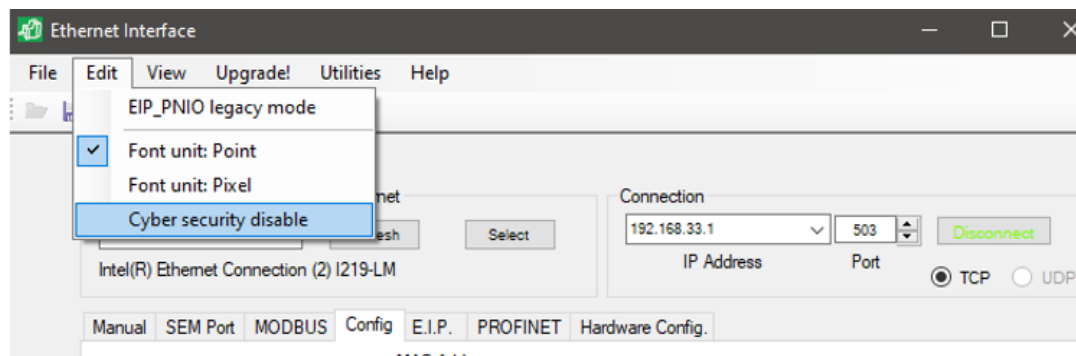 Ethernet Interface
File Edit View Upgrade! Utilities Help
EIP_PNIO legacy mode
Font unit: Point
Font unit: Pixel
Cyber security disable
Connection
Select
192.168.33.1 503 Disconnect
Intel(R) Ethernet Connection (2) I219-LM
IP Address Port
TCP UDP
Manual SEM Port MODBUS Config E.I.P. PROFINET Hardware Config.